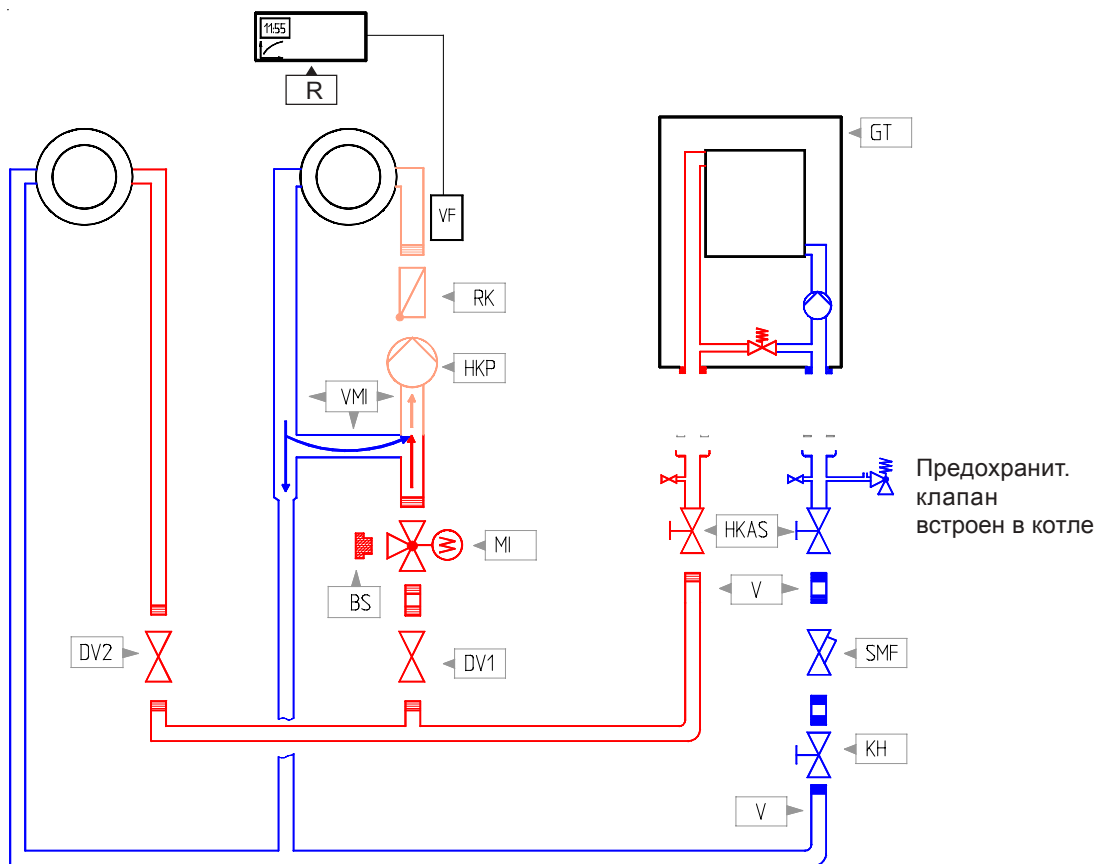 11:55
R
GT
VF
RK
HKP
VMI
Предохранит.
клапан
встроен в котле
HKAS
MI
BS
V
DV2
DV1
SMF
KH
V